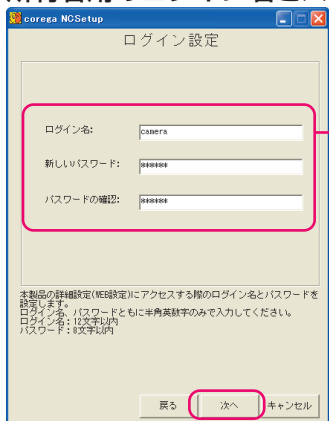 corega NCSetup
ログイン設定
ログイン名:
camera
新しいパスワード:
******
パスワードの確認:
******
本製品の詳細設定(WEB設定)にアクセスする際のログイン名とパスワードを
設定します。
ログイン名、パスワードともに半角英数字のみで入力してください。
ログイン名：12文字以内
パスワード：8文字以内
戻る
次へ
キャンセル